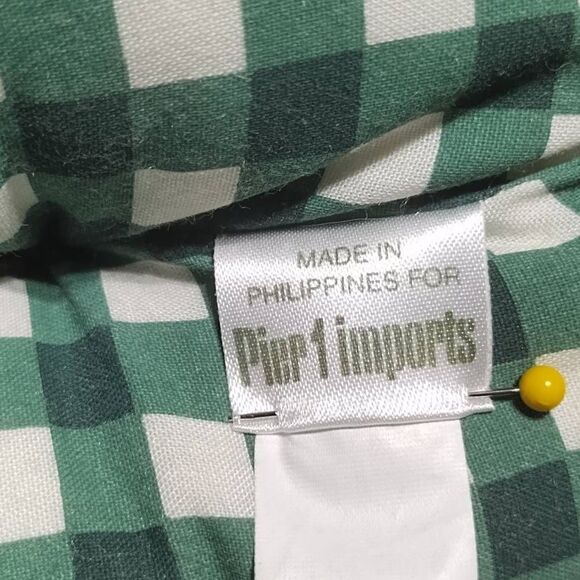 MADE IN
PHILIPPINES FOR
Pier 1 imports